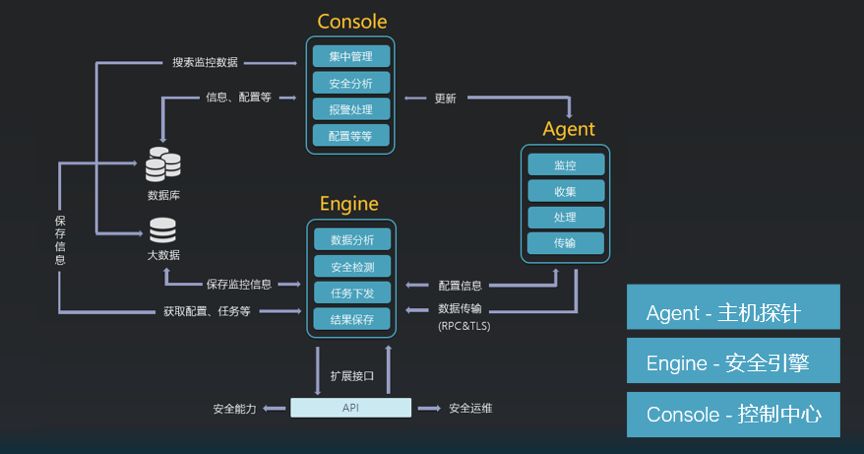 Console
集中管理
安全分析
报警处理
配置等等
搜索监控数据
信息、配置等
更新
Agent
监控
收集
处理
传输
数据库
大数据
保存信息
Engine
数据分析
安全检测
任务下发
结果保存
保存监控信息
获取配置、任务等
配置信息
数据传输
(RPC&TLS)
扩展接口
安全能力
API
安全运维
Agent - 主机探针
Engine - 安全引擎
Console - 控制中心